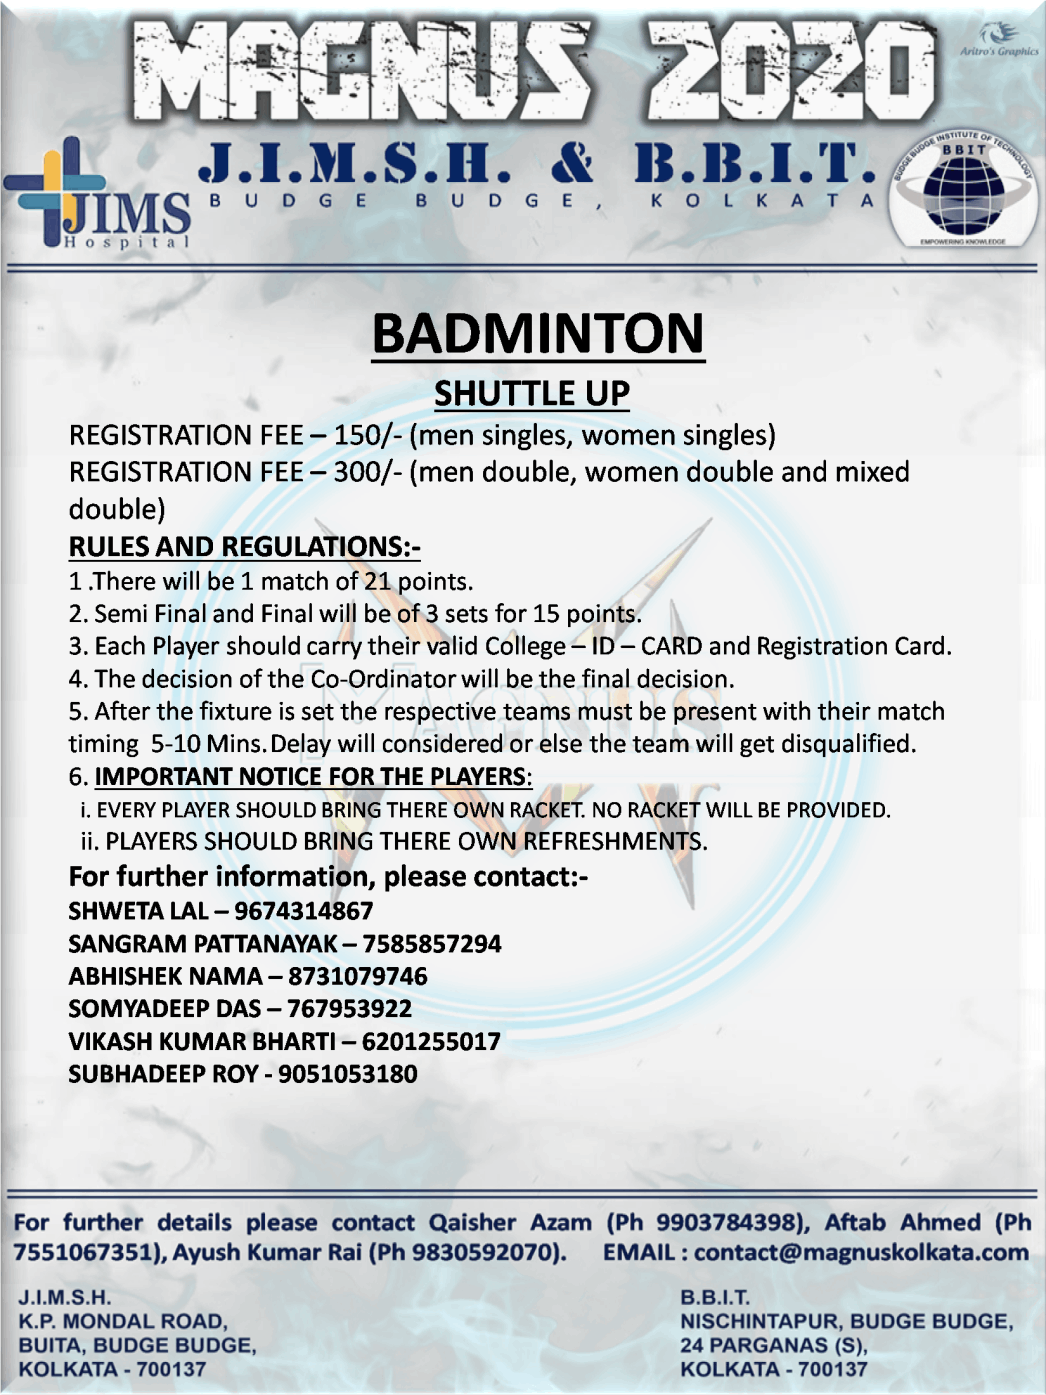 MAGNUS 2020
Aritro's Graphics
J.I.M.S.H. & B.B.I.T.
BUDGE BUDGE, KOLKATA
JIMS
Hospital
BUDGE BUDGE INSTITUTE OF TECHNOLOGY
BBIT
EMPOWERING KNOWLEDGE
BADMINTON
SHUTTLE UP
REGISTRATION FEE – 150/- (men singles, women singles)
REGISTRATION FEE – 300/- (men double, women double and mixed
double)
RULES AND REGULATIONS:-
1 .There will be 1 match of 21 points.
2. Semi Final and Final will be of 3 sets for 15 points.
3. Each Player should carry their valid College – ID – CARD and Registration Card.
4. The decision of the Co-Ordinator will be the final decision.
5. After the fixture is set the respective teams must be present with their match
timing 5-10 Mins. Delay will considered or else the team will get disqualified.
6. IMPORTANT NOTICE FOR THE PLAYERS:
i. EVERY PLAYER SHOULD BRING THERE OWN RACKET. NO RACKET WILL BE PROVIDED.
ii. PLAYERS SHOULD BRING THERE OWN REFRESHMENTS.
For further information, please contact:-
SHWETA LAL – 9674314867
SANGRAM PATTANAYAK – 7585857294
ABHISHEK NAMA – 8731079746
SOMYADEEP DAS – 767953922
VIKASH KUMAR BHARTI – 6201255017
SUBHADEEP ROY - 9051053180
MAGNUS
For further details please contact Qaisher Azam (Ph 9903784398), Aftab Ahmed (Ph
7551067351), Ayush Kumar Rai (Ph 9830592070). EMAIL : contact@magnuskolkata.com
J.I.M.S.H.
K.P. MONDAL ROAD,
BUITA, BUDGE BUDGE,
KOLKATA - 700137
B.B.I.T.
NISCHINTAPUR, BUDGE BUDGE,
24 PARGANAS (S),
KOLKATA - 700137